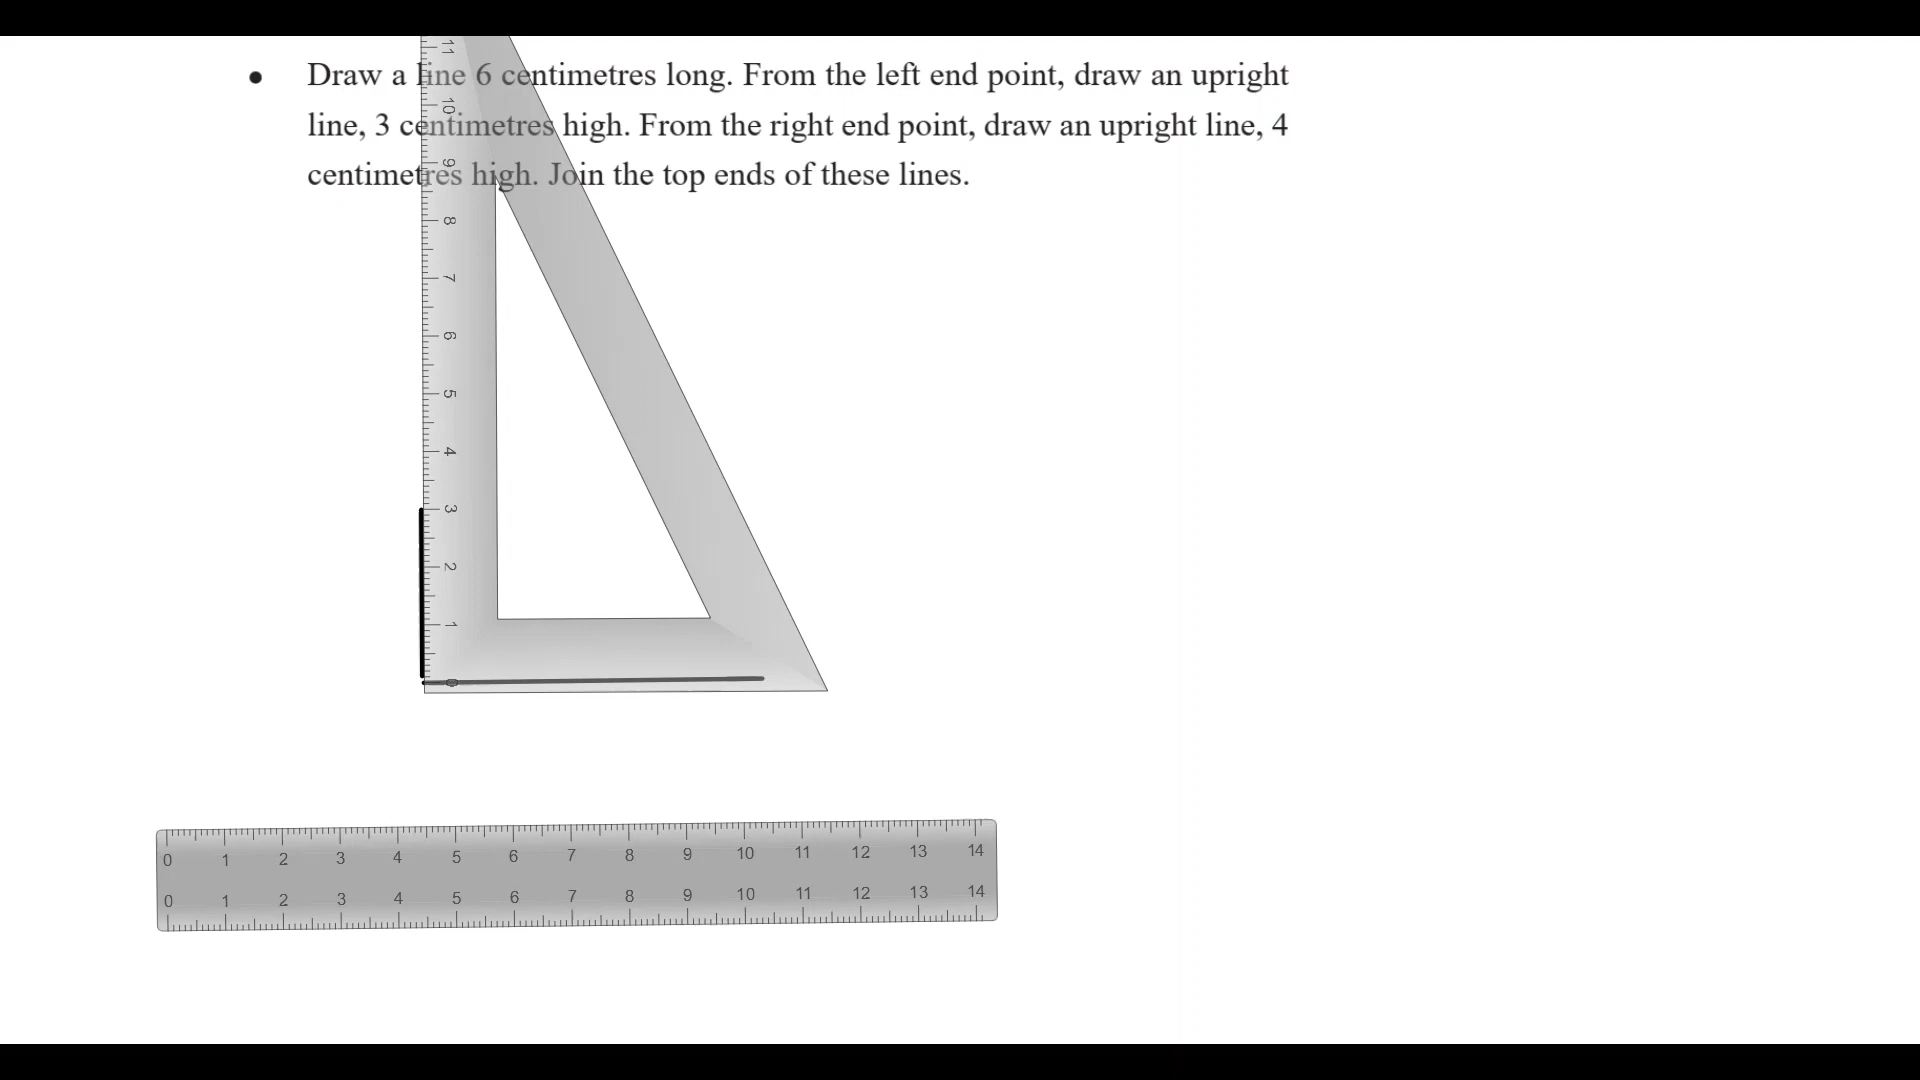 • Draw a line 6 centimetres long. From the left end point, draw an upright
line, 3 centimetres high. From the right end point, draw an upright line, 4
centimetres high. Join the top ends of these lines.
11
10
9
8
7
6
5
4
3
2
1
0
0 1 2 3 4 5 6 7 8 9 10 11 12 13 14
0 1 2 3 4 5 6 7 8 9 10 11 12 13 14